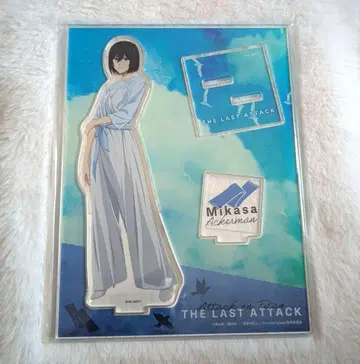 THE LAST ATTACK
Mikasa
Ackerman
Attack on Titan
THE LAST ATTACK